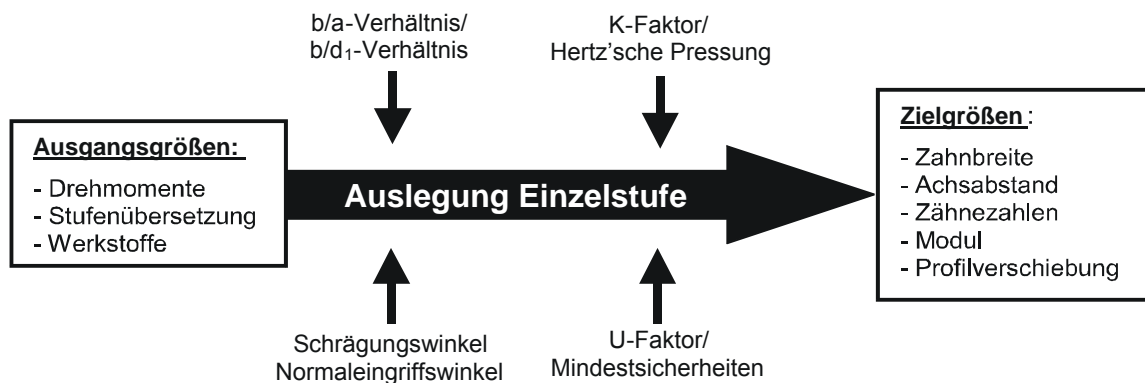 b/a-Verhältnis/
b/d₁-Verhältnis
K-Faktor/
Hertz'sche Pressung
Ausgangsgrößen:
- Drehmomente
- Stufenübersetzung
- Werkstoffe
Auslegung Einzelstufe
Zielgrößen :
- Zahnbreite
- Achsabstand
- Zähnezahlen
- Modul
- Profilverschiebung
Schrägungswinkel
Normaleingriffswinkel
U-Faktor/
Mindestsicherheiten